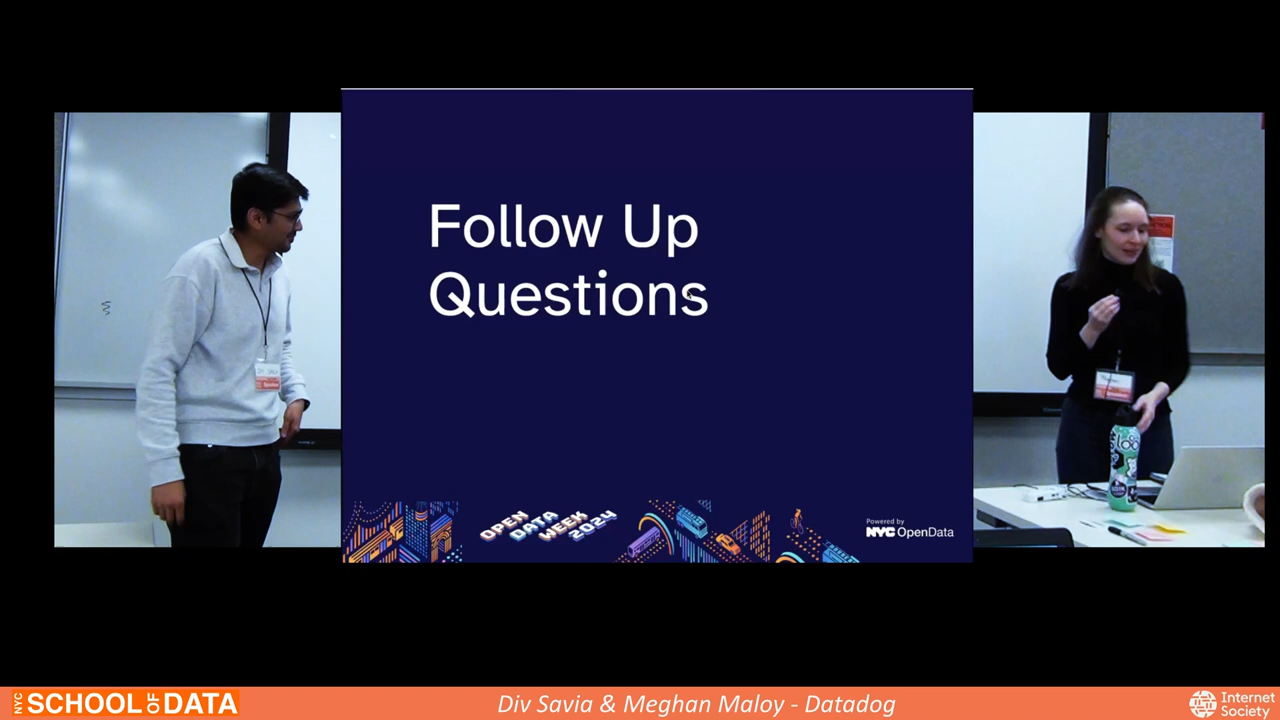 Follow Up
Questions
OPEN
DATA
WEEK
2024
Powered by
NYC OpenData
NYC SCHOOL OF DATA
Div Savia & Meghan Maloy - Datadog
Internet
Society